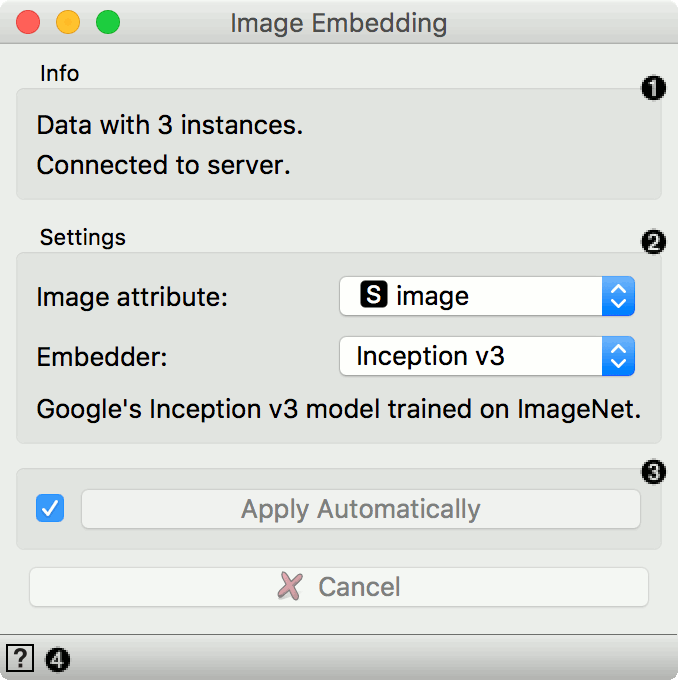 Image Embedding
Info
❶
Data with 3 instances.
Connected to server.
Settings
❷
Image attribute: S image
Embedder: Inception v3
Google's Inception v3 model trained on ImageNet.
❸
Apply Automatically
Cancel
? ❹